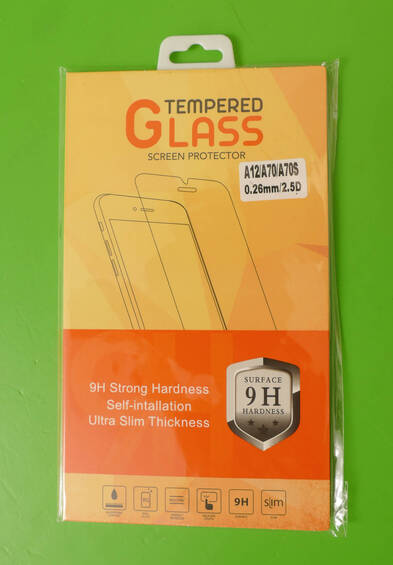 TEMPERED
GLASS
SCREEN PROTECTOR
A12/A70/A70S
0.26mm/2.5D
9H Strong Hardness
Self-intallation
Ultra Slim Thickness
SURFACE
9H
HARDNESS
9H
slim